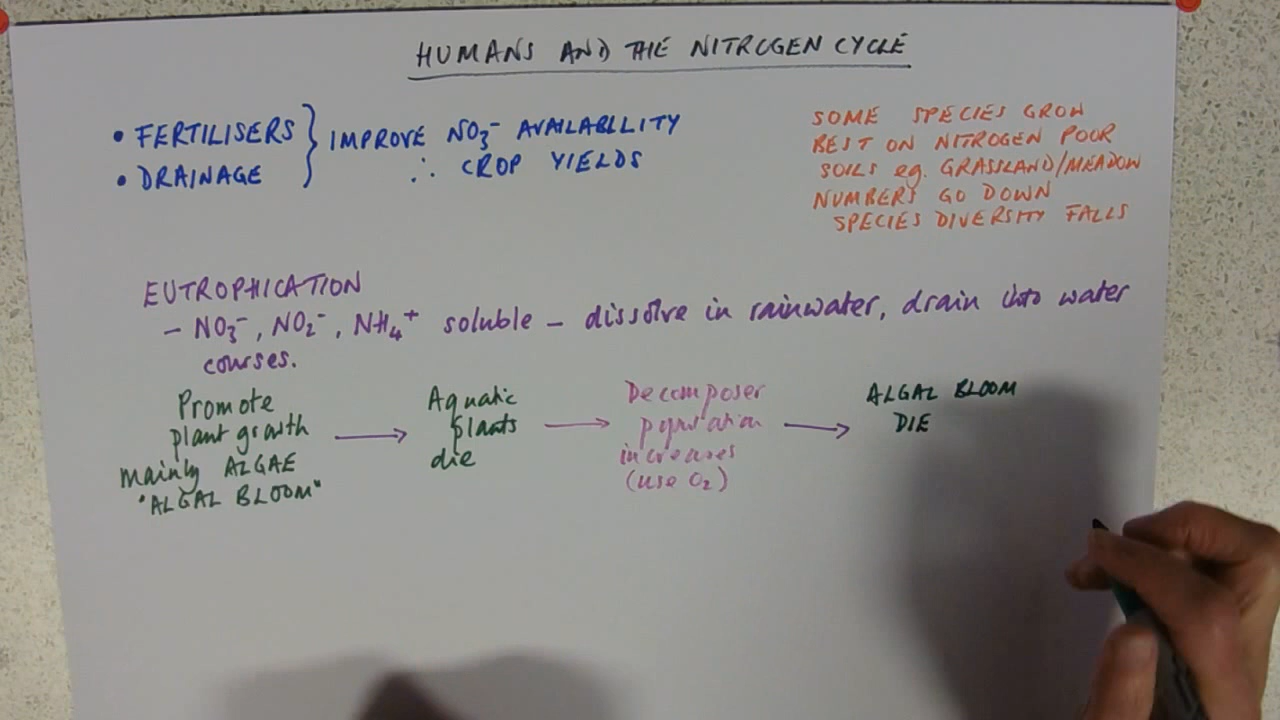 HUMANS AND THE NITROGEN CYCLE
• FERTILISERS } IMPROVE NO3- AVAILABILITY
• DRAINAGE ∴ CROP YIELDS
SOME SPECIES GROW
BEST ON NITROGEN POOR
SOILS eg. GRASSLAND/MEADOW
NUMBERS GO DOWN
SPECIES DIVERSITY FALLS
EUTROPHICATION
- NO3-, NO2-, NH4+ soluble - dissolve in rainwater, drain into water
courses.
Promote
plant growth
mainly ALGAE
"ALGAL BLOOM"
→
Aquatic
plants
die
→
Decomposer
population
increases
(use O2)
→
ALGAL BLOOM
DIE